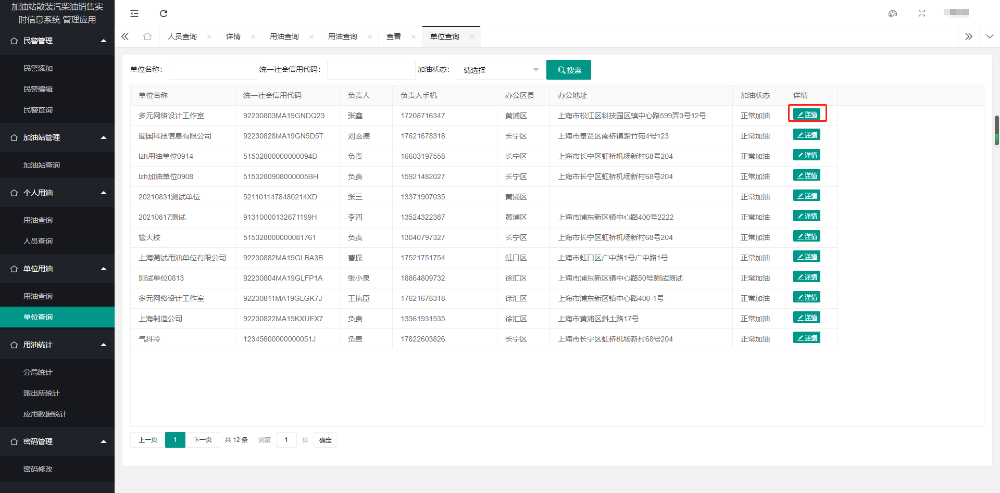 加油站散装汽柴油销售实
时信息系统 管理应用
民警管理
民警添加
民警编辑
民警查询
加油站管理
加油站查询
个人用油
用油查询
人员查询
单位用油
用油查询
单位查询
用油统计
分局统计
派出所统计
应用数据统计
密码管理
密码修改
人员查询 详情 用油查询 用油查询 查看 单位查询
单位名称: 统一社会信用代码: 加油状态: 请选择 搜索
单位名称 统一社会信用代码 负责人 负责人手机 办公区县 办公地址 加油状态 详情
多元网络设计工作室 92230803MA19GNDQ23 张鑫 17208716347 黄浦区 上海市松江区科技园区镇中心路599弄3号12号 正常加油 详情
蜀国科技信息有限公司 92230828MA19GN5D5T 刘玄德 17621678318 长宁区 上海市奉贤区南桥镇紫竹苑4号123 正常加油 详情
lzh用油单位0914 51532800000000094D 负责 16603197558 长宁区 上海市长宁区虹桥机场新村68号204 正常加油 详情
lzh加油单位0908 5153280908000005BH 负责 15921482027 长宁区 上海市长宁区虹桥机场新村68号204 正常加油 详情
20210831测试单位 5211011478480214XD 张三 13371907035 黄浦区 正常加油 详情
20210817测试 91310000132671199H 李四 13524322387 黄浦区 上海市浦东新区镇中心路400号2222 正常加油 详情
管大校 515328000000081761 负责 13040797327 长宁区 上海市长宁区虹桥机场新村68号204 正常加油 详情
上海测试用油单位有限公司 92230882MA19GLBA3B 曹操 17521751754 虹口区 上海市虹口区广中路1号广中路1号 正常加油 详情
测试单位0813 92230804MA19GLFP1A 张小泉 18864809732 徐汇区 上海市浦东新区镇中心路50号测试测试 正常加油 详情
多元网络设计工作室 92230811MA19GLGK7J 王执臣 17621678318 徐汇区 上海市浦东新区镇中心路400-1号 正常加油 详情
上海制造公司 92230822MA19KXUFX7 负责 13361931535 徐汇区 上海市黄浦区斜土路17号 正常加油 详情
气抖冷 12345600000000051J 负责 17822603826 长宁区 上海市长宁区虹桥机场新村68号204 正常加油 详情
上一页 1 下一页 共 12 条 到第 1 页 确定